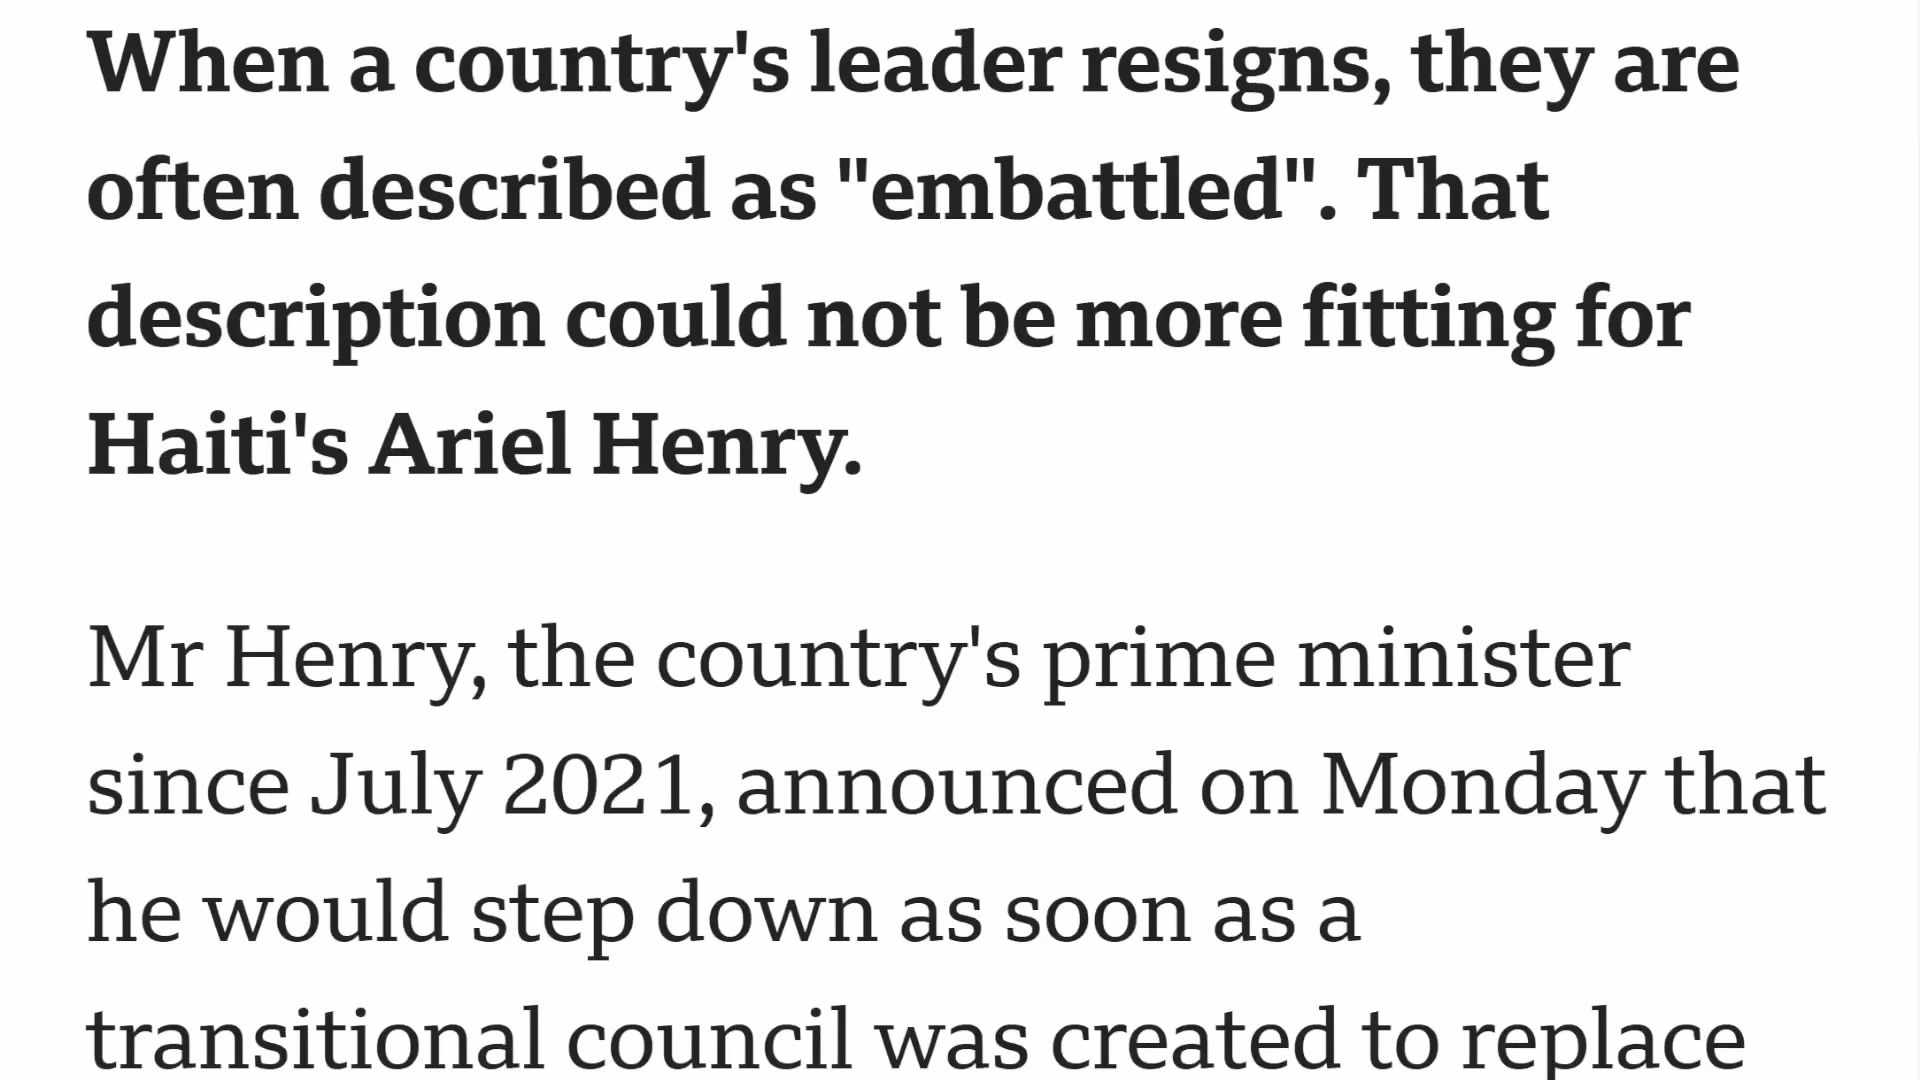 When a country's leader resigns, they are
often described as "embattled". That
description could not be more fitting for
Haiti's Ariel Henry.
Mr Henry, the country's prime minister
since July 2021, announced on Monday that
he would step down as soon as a
transitional council was created to replace